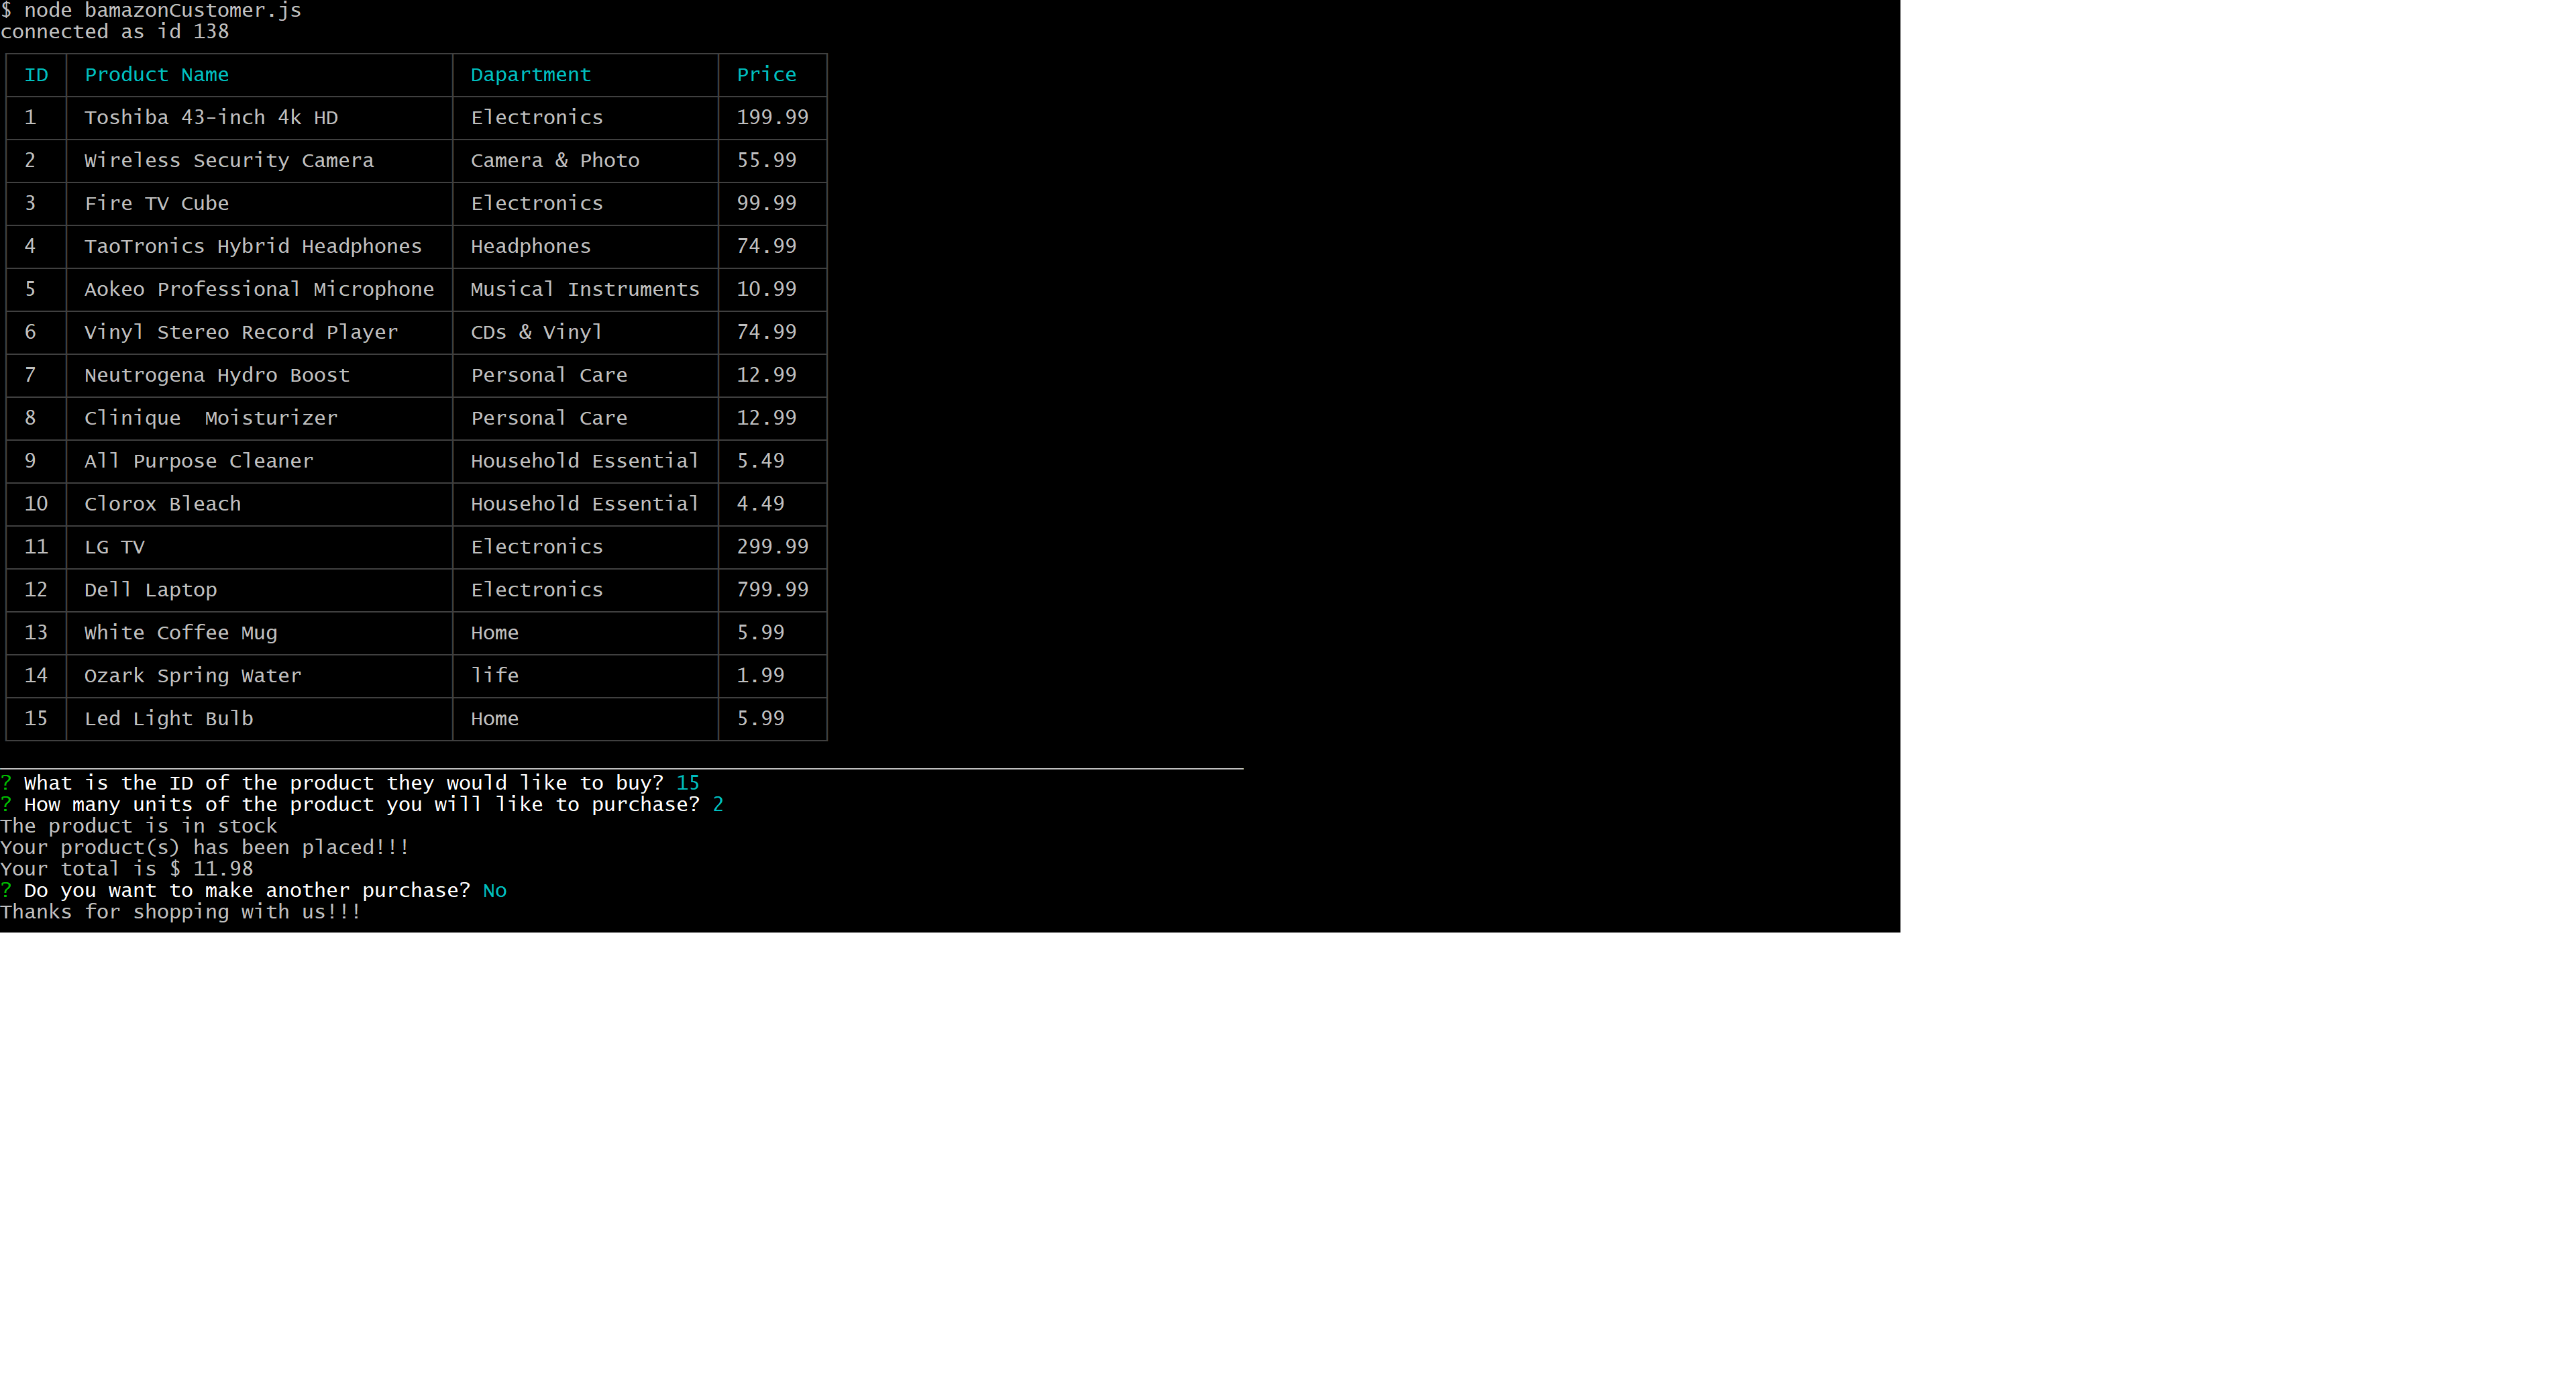 $ node bamazonCustomer.js
connected as id 138
ID Product Name Dapartment Price
1 Toshiba 43-inch 4k HD Electronics 199.99
2 Wireless Security Camera Camera & Photo 55.99
3 Fire TV Cube Electronics 99.99
4 TaoTronics Hybrid Headphones Headphones 74.99
5 Aokeo Professional Microphone Musical Instruments 10.99
6 Vinyl Stereo Record Player CDs & Vinyl 74.99
7 Neutrogena Hydro Boost Personal Care 12.99
8 Clinique  Moisturizer Personal Care 12.99
9 All Purpose Cleaner Household Essential 5.49
10 Clorox Bleach Household Essential 4.49
11 LG TV Electronics 299.99
12 Dell Laptop Electronics 799.99
13 White Coffee Mug Home 5.99
14 Ozark Spring Water life 1.99
15 Led Light Bulb Home 5.99
? What is the ID of the product they would like to buy? 15
? How many units of the product you will like to purchase? 2
The product is in stock
Your product(s) has been placed!!!
Your total is $ 11.98
? Do you want to make another purchase? No
Thanks for shopping with us!!!